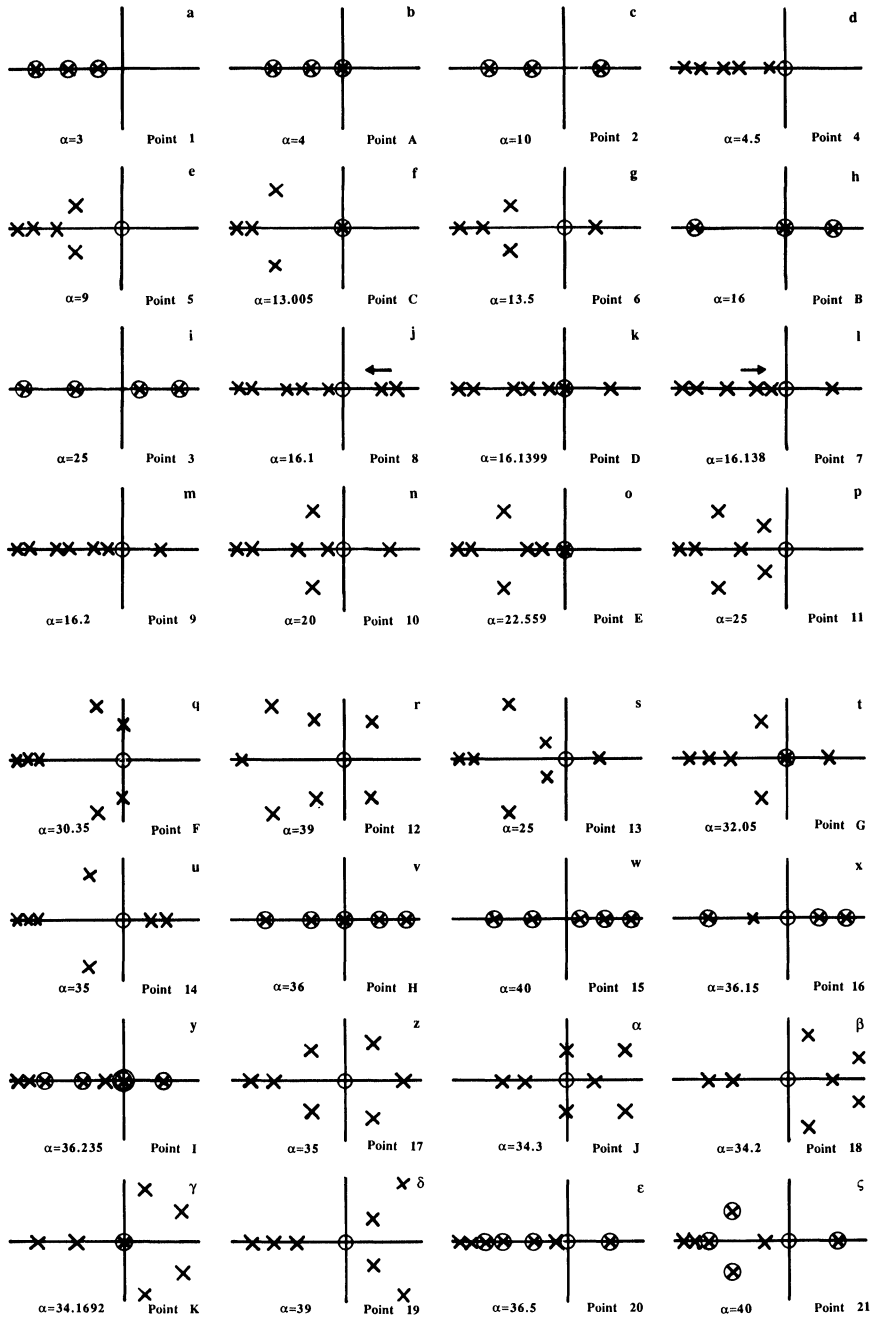 a b c d
α=3 Point 1 α=4 Point A α=10 Point 2 α=4.5 Point 4
e f g h
α=9 Point 5 α=13.005 Point C α=13.5 Point 6 α=16 Point B
i j k l
α=25 Point 3 α=16.1 Point 8 α=16.1399 Point D α=16.138 Point 7
m n o p
α=16.2 Point 9 α=20 Point 10 α=22.559 Point E α=25 Point 11
q r s t
α=30.35 Point F α=39 Point 12 α=25 Point 13 α=32.05 Point G
u v w x
α=35 Point 14 α=36 Point H α=40 Point 15 α=36.15 Point 16
y z α β
α=36.235 Point I α=35 Point 17 α=34.3 Point J α=34.2 Point 18
γ δ ε ς
α=34.1692 Point K α=39 Point 19 α=36.5 Point 20 α=40 Point 21